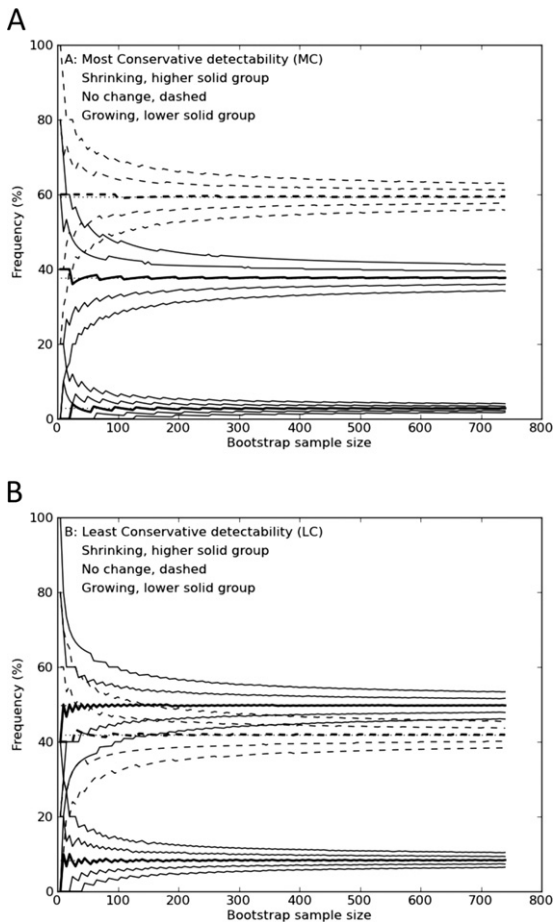 A
100
80
60
40
20
0
Frequency (%)
A: Most Conservative detectability (MC)
Shrinking, higher solid group
No change, dashed
Growing, lower solid group
0 100 200 300 400 500 600 700 800
Bootstrap sample size
B
100
80
60
40
20
0
Frequency (%)
B: Least Conservative detectability (LC)
Shrinking, higher solid group
No change, dashed
Growing, lower solid group
0 100 200 300 400 500 600 700 800
Bootstrap sample size